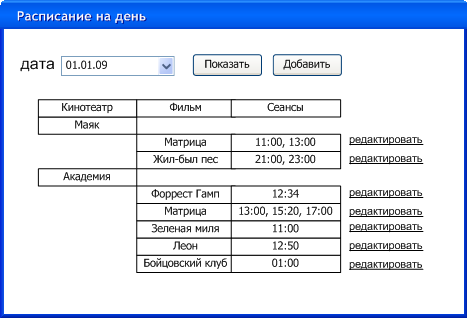 Расписание на день
дата 01.01.09 Показать Добавить
Кинотеатр Фильм Сеансы
Маяк
Матрица 11:00, 13:00 редактировать
Жил-был пес 21:00, 23:00 редактировать
Академия
Форрест Гамп 12:34 редактировать
Матрица 13:00, 15:20, 17:00 редактировать
Зеленая миля 11:00 редактировать
Леон 12:50 редактировать
Бойцовский клуб 01:00 редактировать